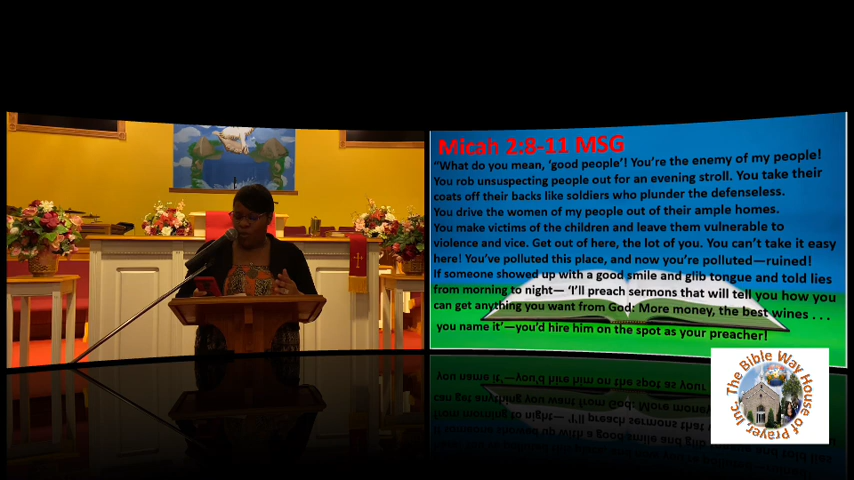 Micah 2:8-11 MSG
“What do you mean, ‘good people’! You’re the enemy of my people!
You rob unsuspecting people out for an evening stroll. You take their
coats off their backs like soldiers who plunder the defenseless.
You drive the women of my people out of their ample homes.
You make victims of the children and leave them vulnerable to
violence and vice. Get out of here, the lot of you. You can’t take it easy
here! You’ve polluted this place, and now you’re polluted—ruined!
If someone showed up with a good smile and glib tongue and told lies
from morning to night— ‘I’ll preach sermons that will tell you how you
can get anything you want from God: More money, the best wines . . .
you name it’—you’d hire him on the spot as your preacher!
The Bible Way House of Prayer, Inc.